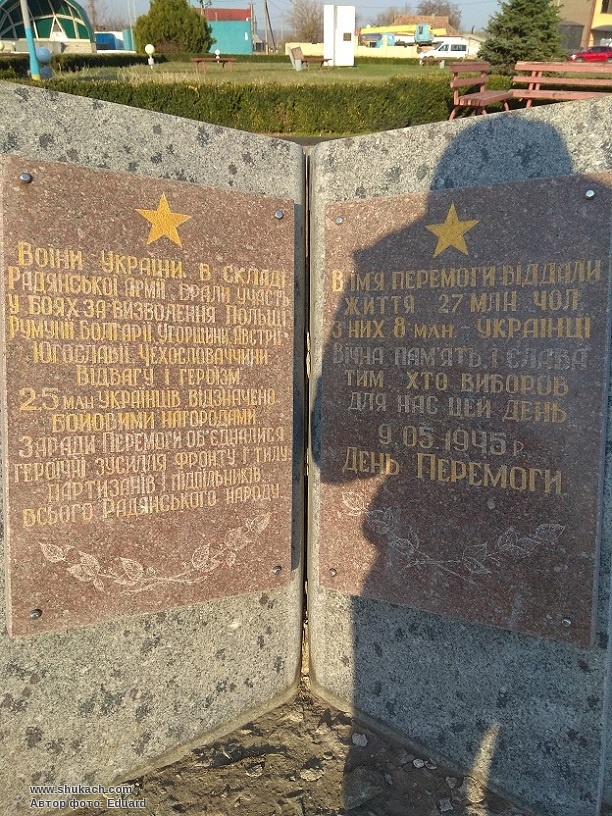 Воїни України, в складі
Радянської Армії, брали участь
у боях за визволення Польщі,
Румунії, Болгарії, Угорщини, Австрії,
Югославії, Чехословаччини.
Відвагу і героїзм
2.5 млн українців відзначено
бойовими нагородами.
Заради Перемоги об'єдналися
героїчні зусилля фронту і тилу,
партизанів і підпільників,
всього Радянського народу.
В ім'я Перемоги віддали
життя 27 млн чол.
з них 8 млн - українці
Вічна пам'ять і слава
тим, хто виборов
для нас цей день
9.05.1945 р.
День Перемоги
www.shukach.com
Автор фото: Eduard